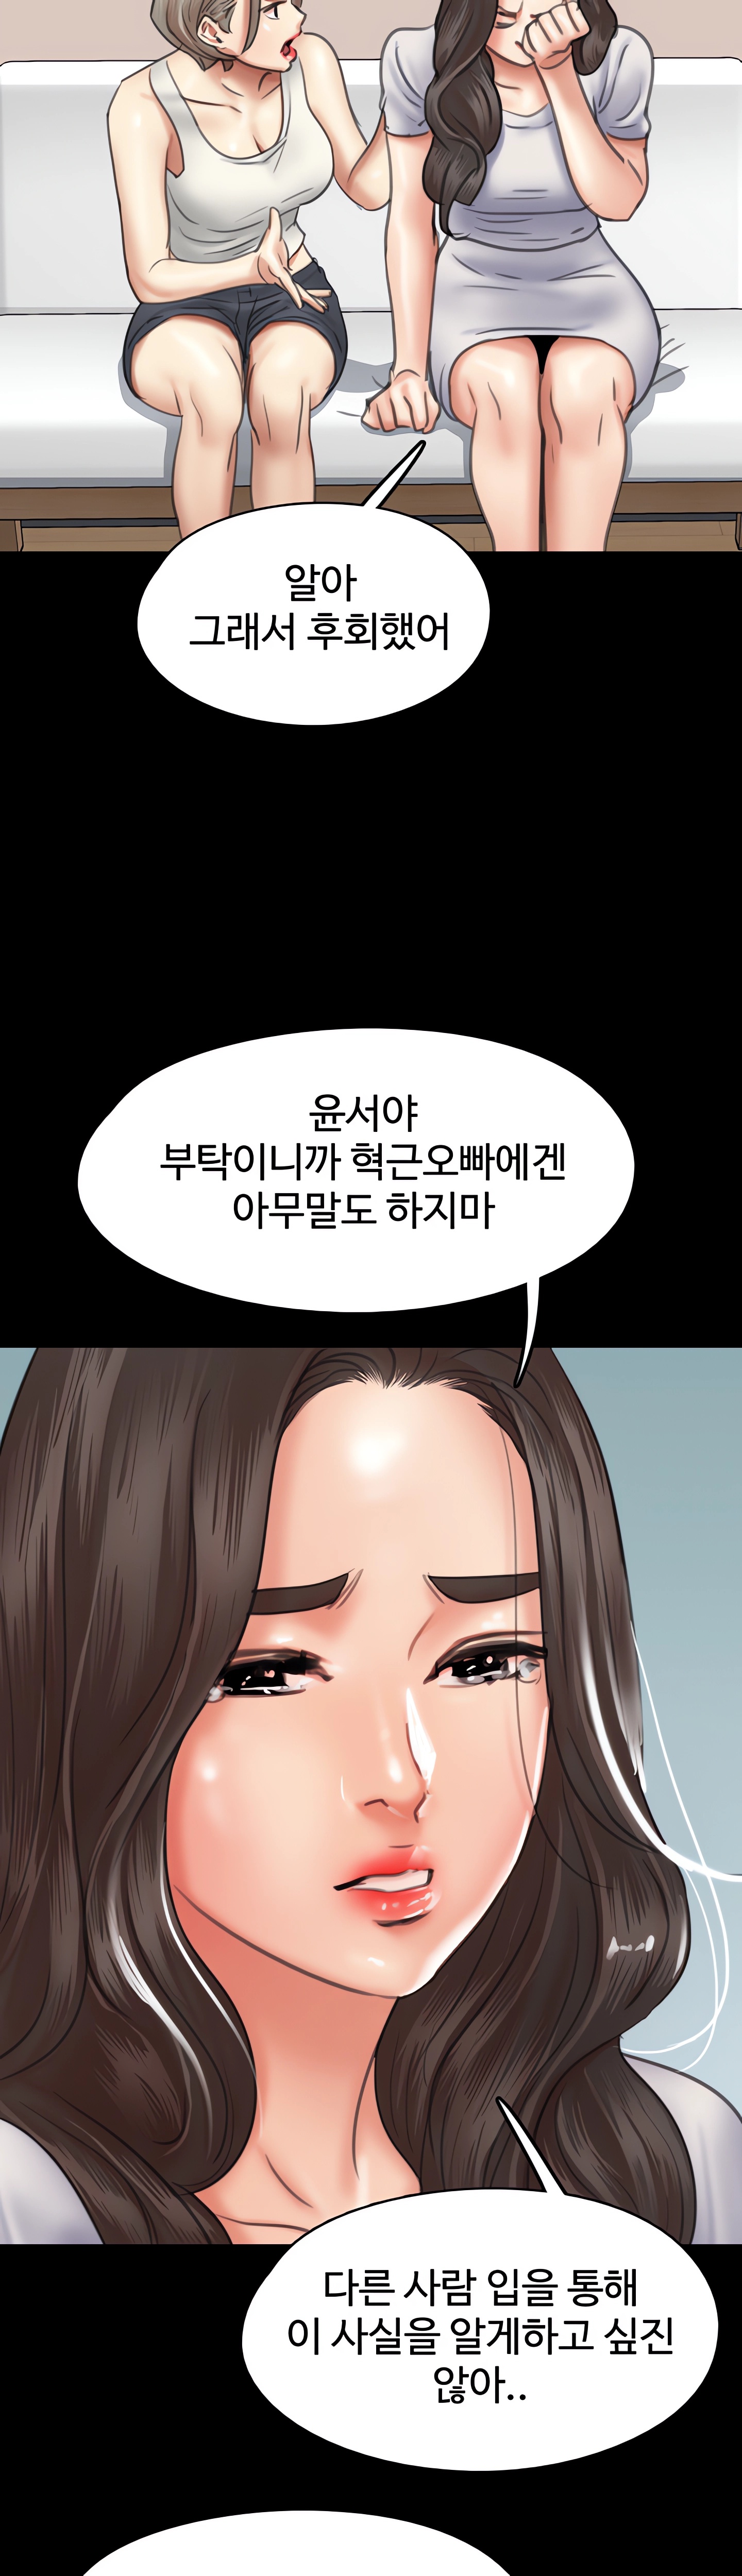 알아
그래서 후회했어
윤서야
부탁이니까 혁근오빠에겐
아무말도 하지마
다른 사람 입을 통해
이 사실을 알게하고 싶진
않아..